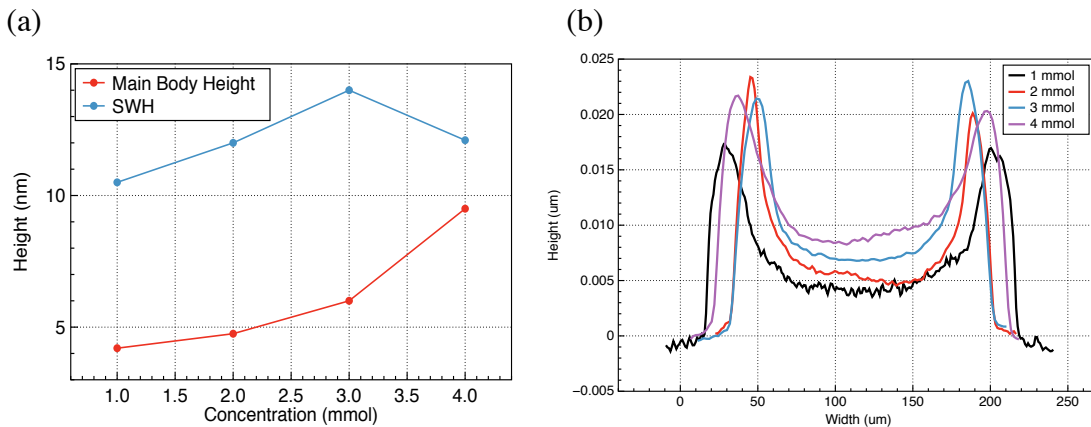 (a)
15
10
5
Height (nm)
Main Body Height
SWH
1.0 1.5 2.0 2.5 3.0 3.5 4.0
Concentration (mmol)
(b)
0.025
0.020
0.015
0.010
0.005
0
−0.005
Height (um)
1 mmol
2 mmol
3 mmol
4 mmol
0 50 100 150 200 250
Width (um)